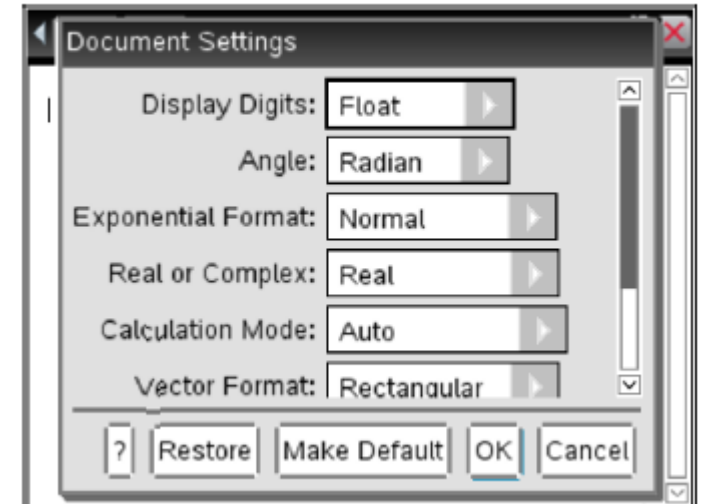 Document Settings
Display Digits: Float
Angle: Radian
Exponential Format: Normal
Real or Complex: Real
Calculation Mode: Auto
Vector Format: Rectangular
? Restore Make Default OK Cancel